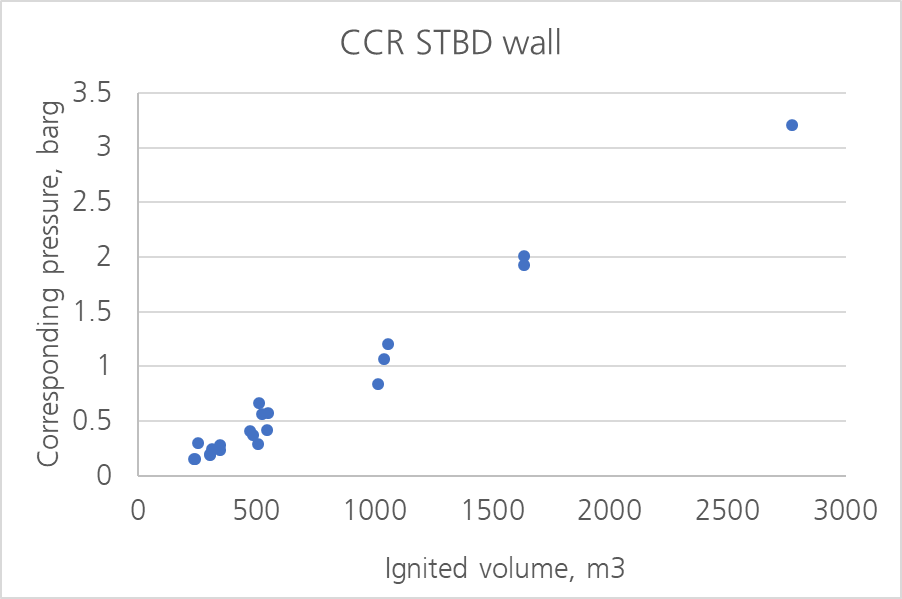 CCR STBD wall
Corresponding pressure, barg
3.5
3
2.5
2
1.5
1
0.5
0
0 500 1000 1500 2000 2500 3000
Ignited volume, m3